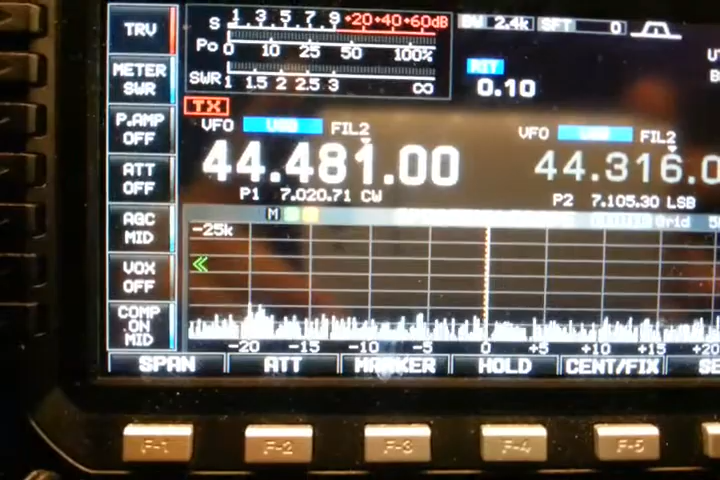 TRV
METER
SWR
P.AMP
OFF
ATT
OFF
AGC
MID
VOX
OFF
COMP
ON
MID
S 1 3 5 7 9 +20+40+60dB
Po 0 10 25 50 100%
SWR 1 1.5 2 2.5 3 ∞
BW 2.4k SFT 0
RIT
0.10
TX
VFO FIL2
44.481.00
P1 7.020.71 CW
VFO FIL2
44.316.0
P2 7.105.30 LSB
M
CENTER Grid
-25k
-20 -15 -10 -5 0 +5 +10 +15 +20
SPAN ATT MARKER HOLD CENT/FIX SE
F-1 F-2 F-3 F-4 F-5